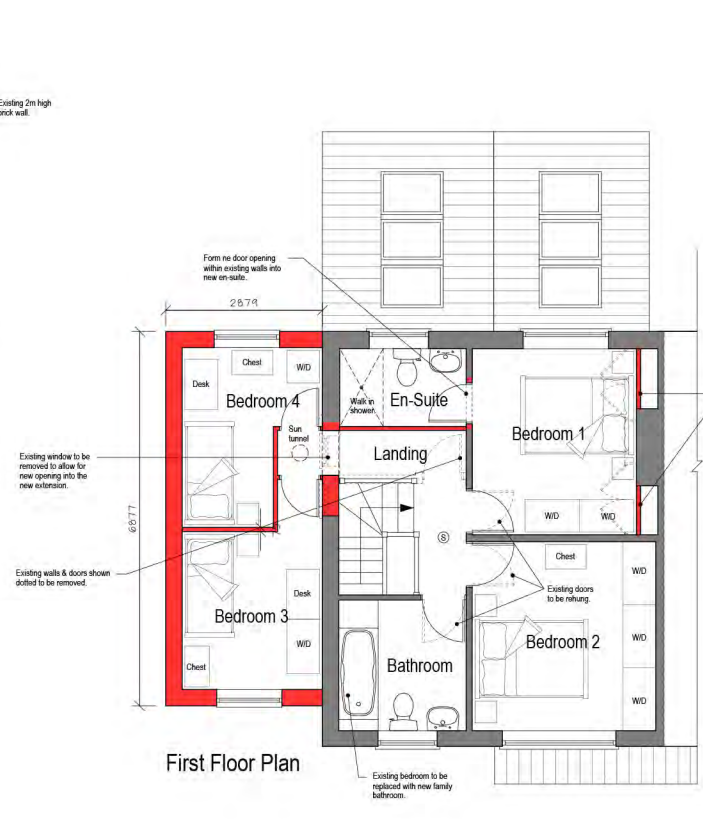 Existing 2m high
brick wall.
Form ne door opening
within existing walls into
new en-suite.
2879
Chest
W/D
Desk
Bedroom 4
Sun
tunnel
Walk in
shower
En-Suite
Bedroom 1
Landing
Existing window to be
removed to allow for
new opening into the
new extension.
6877
W/D
W/D
S
Chest
W/D
Existing walls & doors shown
dotted to be removed.
Existing doors
to be rehung.
Desk
Bedroom 3
W/D
Bedroom 2
W/D
Chest
Bathroom
W/D
First Floor Plan
Existing bedroom to be
replaced with new family
bathroom.